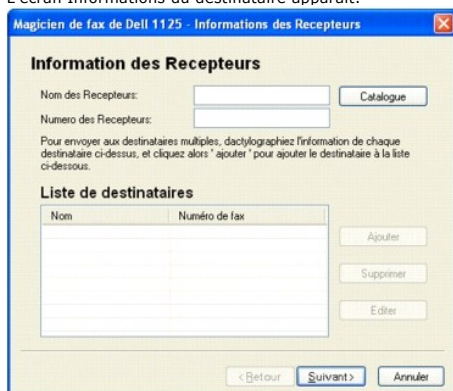 L'écran Informations du destinataire apparaît.
Magicien de fax de Dell 1125 - Informations des Recepteurs
Information des Recepteurs
Nom des Recepteurs:
Catalogue
Numero des Recepteurs:
Pour envoyer aux destinataires multiples, dactylographiez l'information de chaque
destinataire ci-dessus, et cliquez alors ' ajouter ' pour ajouter le destinataire à la liste
ci-dessous.
Liste de destinataires
Nom Numéro de fax
Ajouter
Supprimer
Editer
<Retour Suivant> Annuler